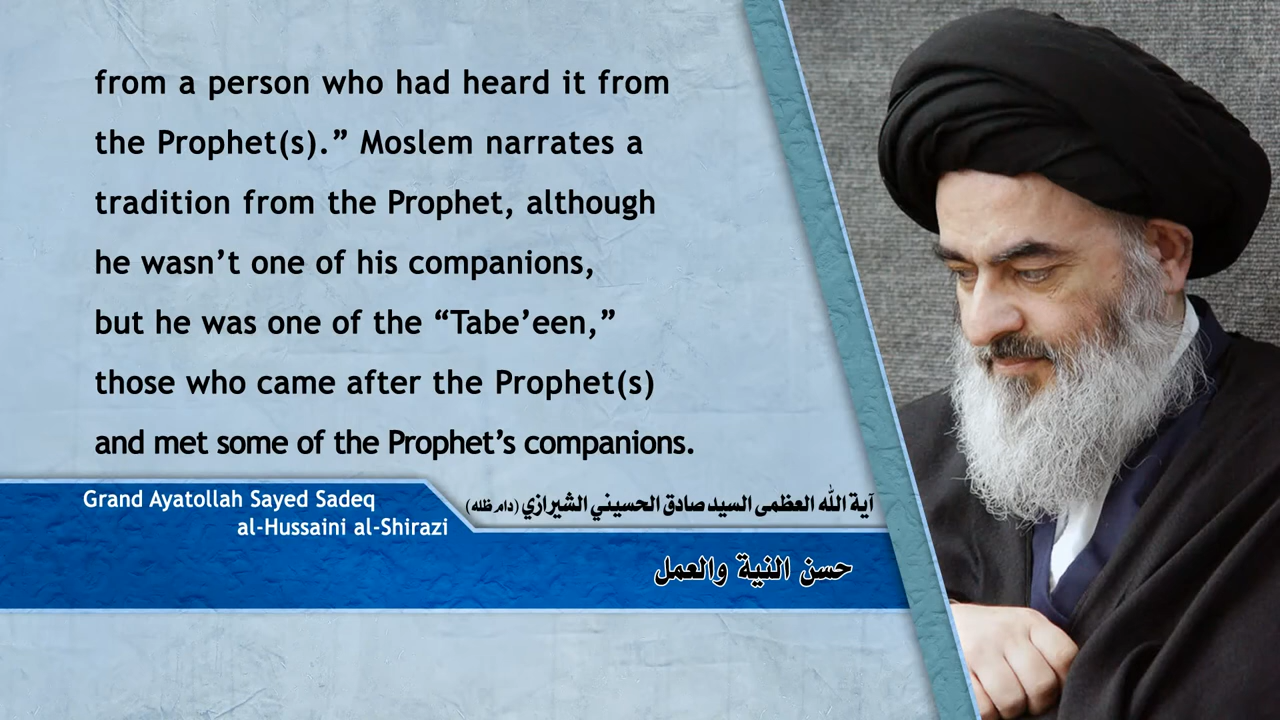 from a person who had heard it from
the Prophet(s).” Moslem narrates a
tradition from the Prophet, although
he wasn’t one of his companions,
but he was one of the “Tabe’een,”
those who came after the Prophet(s)
and met some of the Prophet’s companions.
Grand Ayatollah Sayed Sadeq
al-Hussaini al-Shirazi
آية الله العظمى السيد صادق الحسيني الشيرازي (دام ظله)
حسن النية والعمل